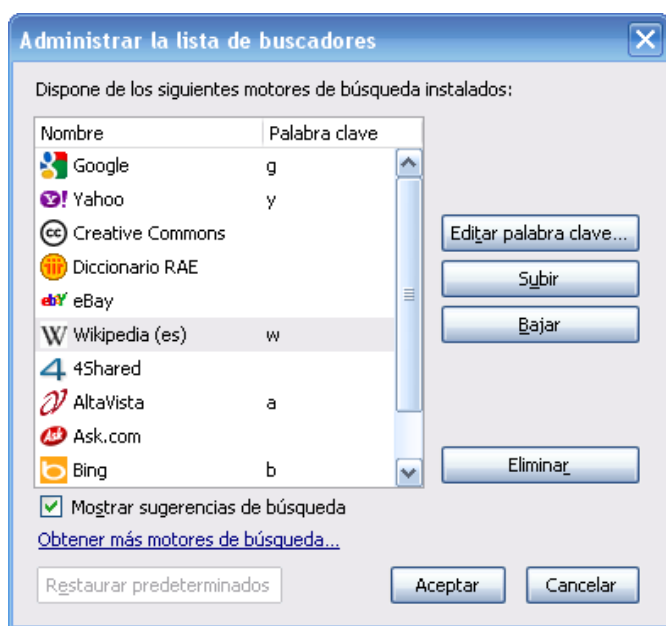 Administrar la lista de buscadores
Dispone de los siguientes motores de búsqueda instalados:
Nombre Palabra clave
Google g
Yahoo y
Creative Commons
Diccionario RAE
eBay
Wikipedia (es) w
4Shared
AltaVista a
Ask.com
Bing b
Editar palabra clave...
Subir
Bajar
Eliminar
Mostrar sugerencias de búsqueda
Obtener más motores de búsqueda...
Restaurar predeterminados Aceptar Cancelar